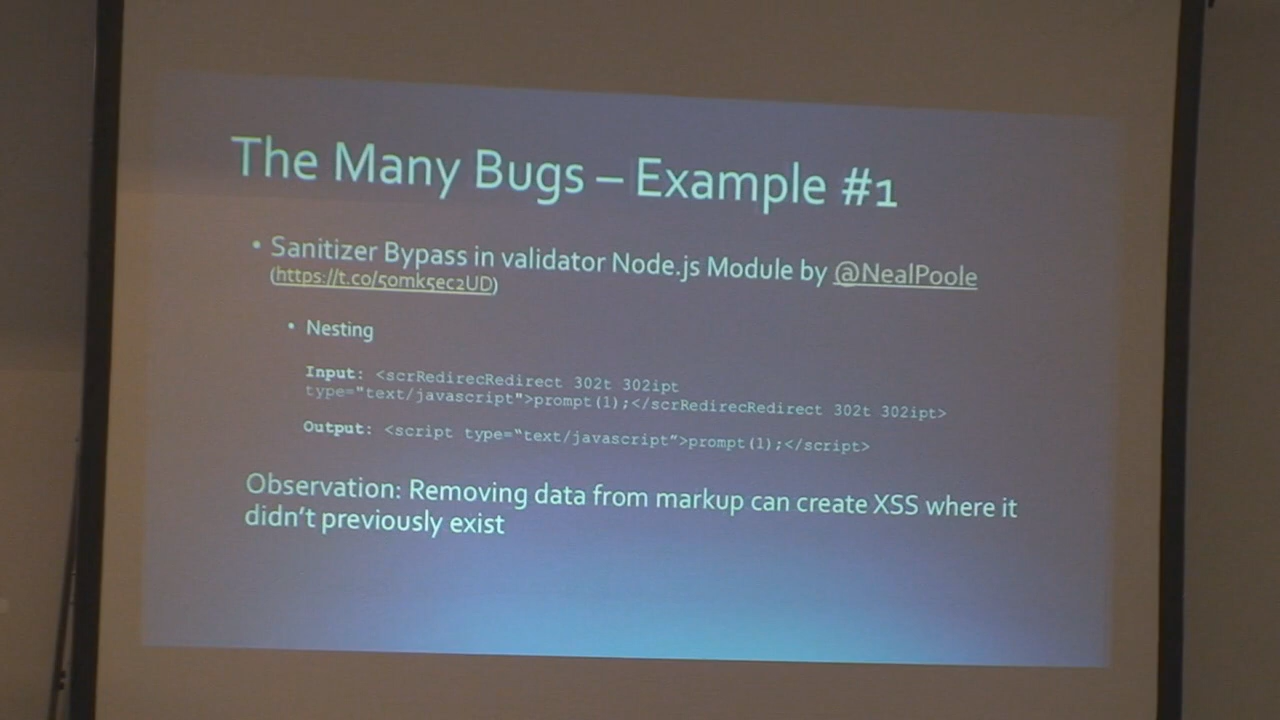 The Many Bugs – Example #1
• Sanitizer Bypass in validator Node.js Module by @NealPoole
(https://t.co/5omk5ec2UD)
• Nesting
Input: <scrRedirecRedirect 302t 302ipt
type="text/javascript">prompt(1);</scrRedirecRedirect 302t 302ipt>
Output: <script type="text/javascript">prompt(1);</script>
Observation: Removing data from markup can create XSS where it
didn't previously exist